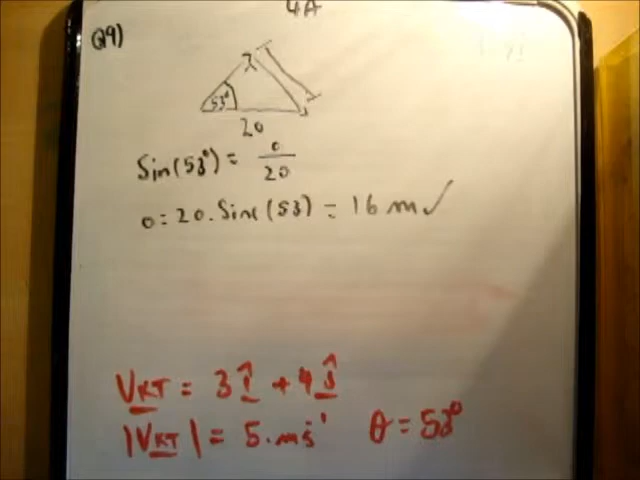 4A
Q9)
53°
20
Sin(53°) = o/20
o = 20.Sin(53) = 16 m ✓
V_KT = 3î + 4ĵ
|V_KT| = 5.ms⁻¹ θ = 53°